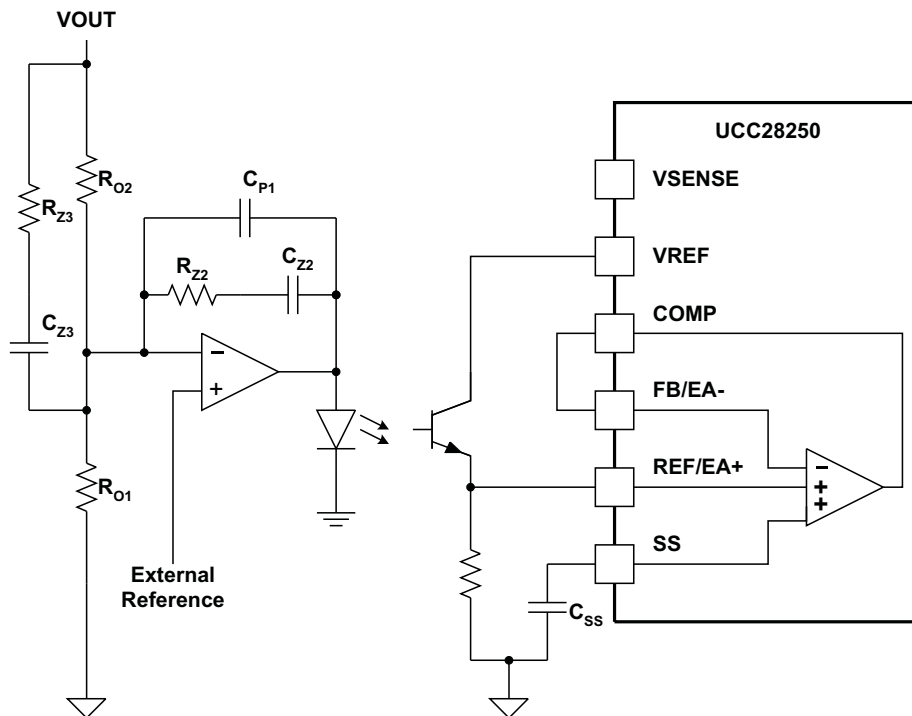 VOUT
UCC28250
VSENSE
RO2
CP1
RZ3
VREF
RZ2
CZ2
COMP
CZ3
FB/EA-
−
+
REF/EA+
−
+
+
RO1
SS
External
Reference
CSS